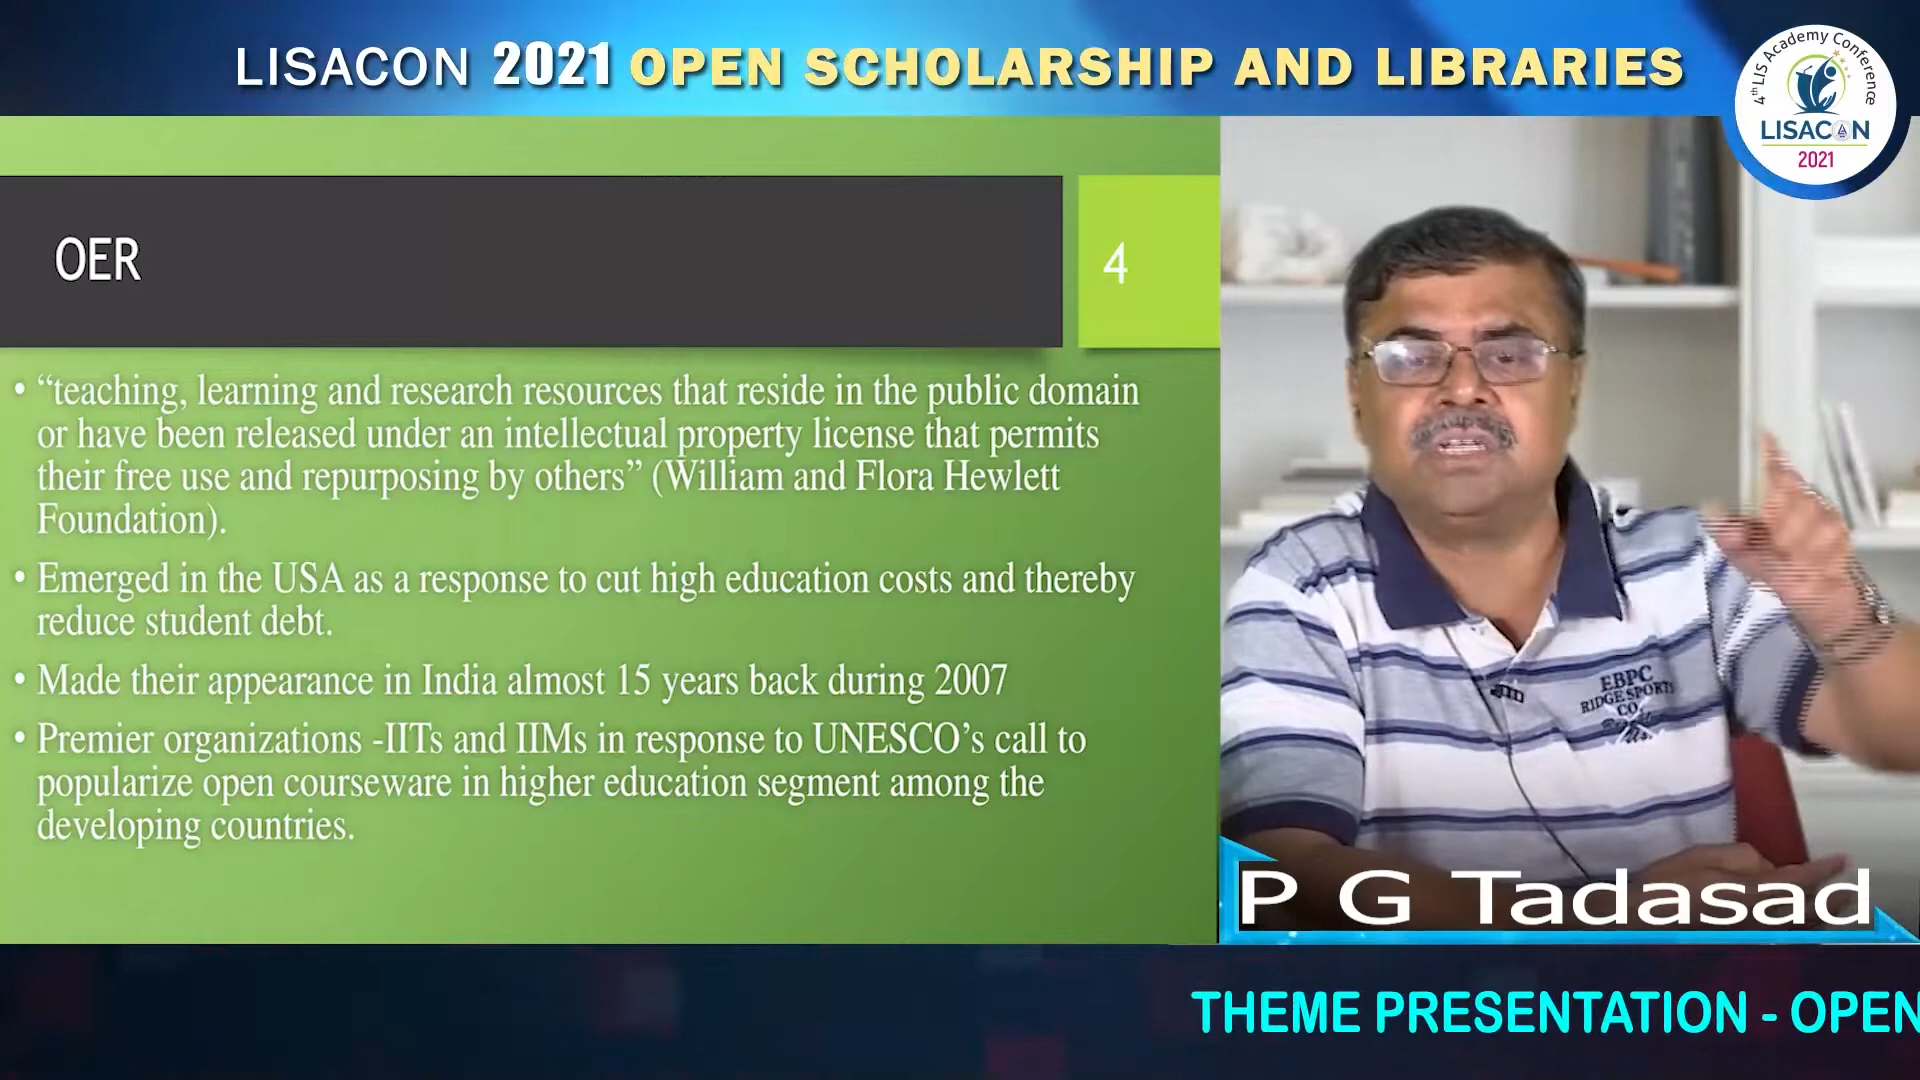 LISACON 2021 OPEN SCHOLARSHIP AND LIBRARIES
4th LIS Academy Conference
LISACON
2021
OER
4
• “teaching, learning and research resources that reside in the public domain
or have been released under an intellectual property license that permits
their free use and repurposing by others” (William and Flora Hewlett
Foundation).
• Emerged in the USA as a response to cut high education costs and thereby
reduce student debt.
• Made their appearance in India almost 15 years back during 2007
• Premier organizations -IITs and IIMs in response to UNESCO’s call to
popularize open courseware in higher education segment among the
developing countries.
EBPC
RIDGE SPORTS
CO
P G Tadasad
THEME PRESENTATION - OPEN